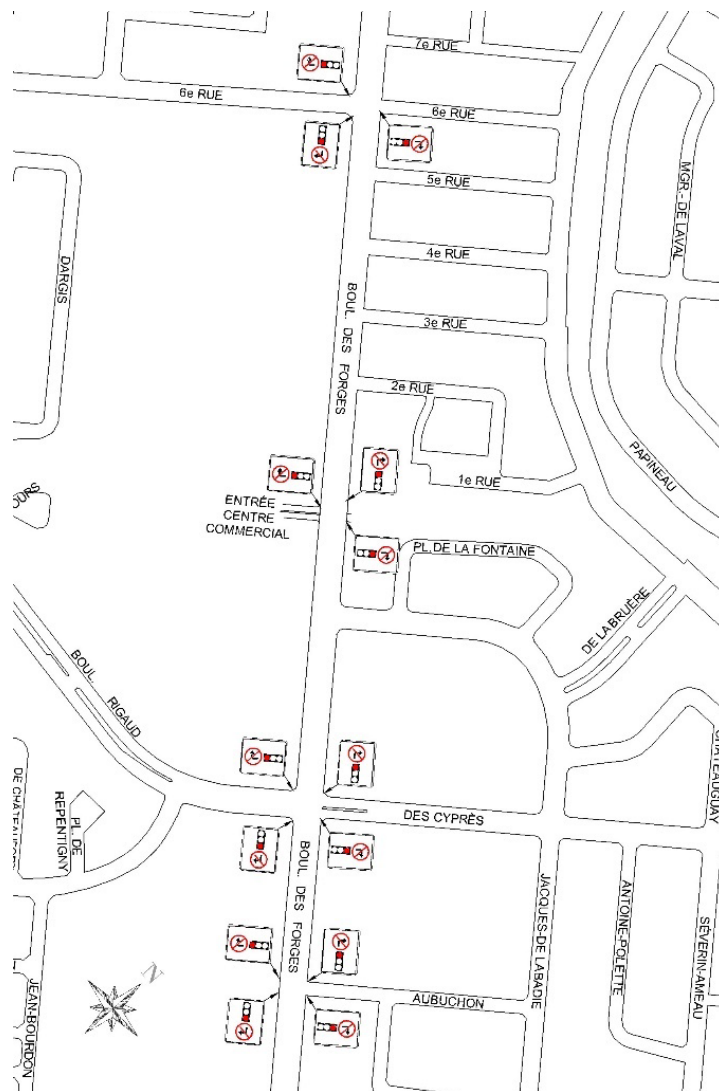 7e RUE
6e RUE
6e RUE
5e RUE
MGR.- DE LAVAL
4e RUE
DARGIS
BOUL. DES FORGES
3e RUE
2e RUE
PAPINEAU
1e RUE
ENTRÉE
CENTRE
COMMERCIAL
PL. DE LA FONTAINE
DE LABRUÈRE
BOUL. RIGAUD
DES CYPRÈS
PL. DE
REPENTIGNY
BOUL. DES FORGES
JACQUES-DE LABADIE
ANTOINE-POLETTE
SÉVERIN-AMEAU
AUBUCHON
JEAN-BOURDON
N